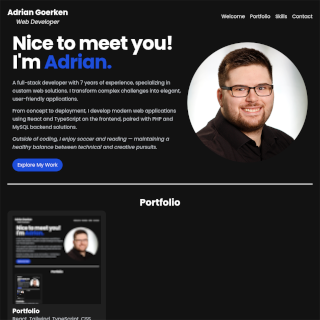 Adrian Goerken
Web Developer
Welcome Portfolio Skills Contact
Nice to meet you!
I'm Adrian.
A full-stack developer with 7 years of experience, specializing in
custom web solutions. I transform complex challenges into elegant,
user-friendly applications.
From concept to deployment, I develop modern web applications
using React and TypeScript on the frontend, paired with PHP and
MySQL backend solutions.
Outside of coding, I enjoy soccer and reading — maintaining a
healthy balance between technical and creative pursuits.
Explore My Work
Portfolio
Nice to meet you!
I'm Adrian.
Portfolio
Portfolio
React, Tailwind, TypeScript, CSS